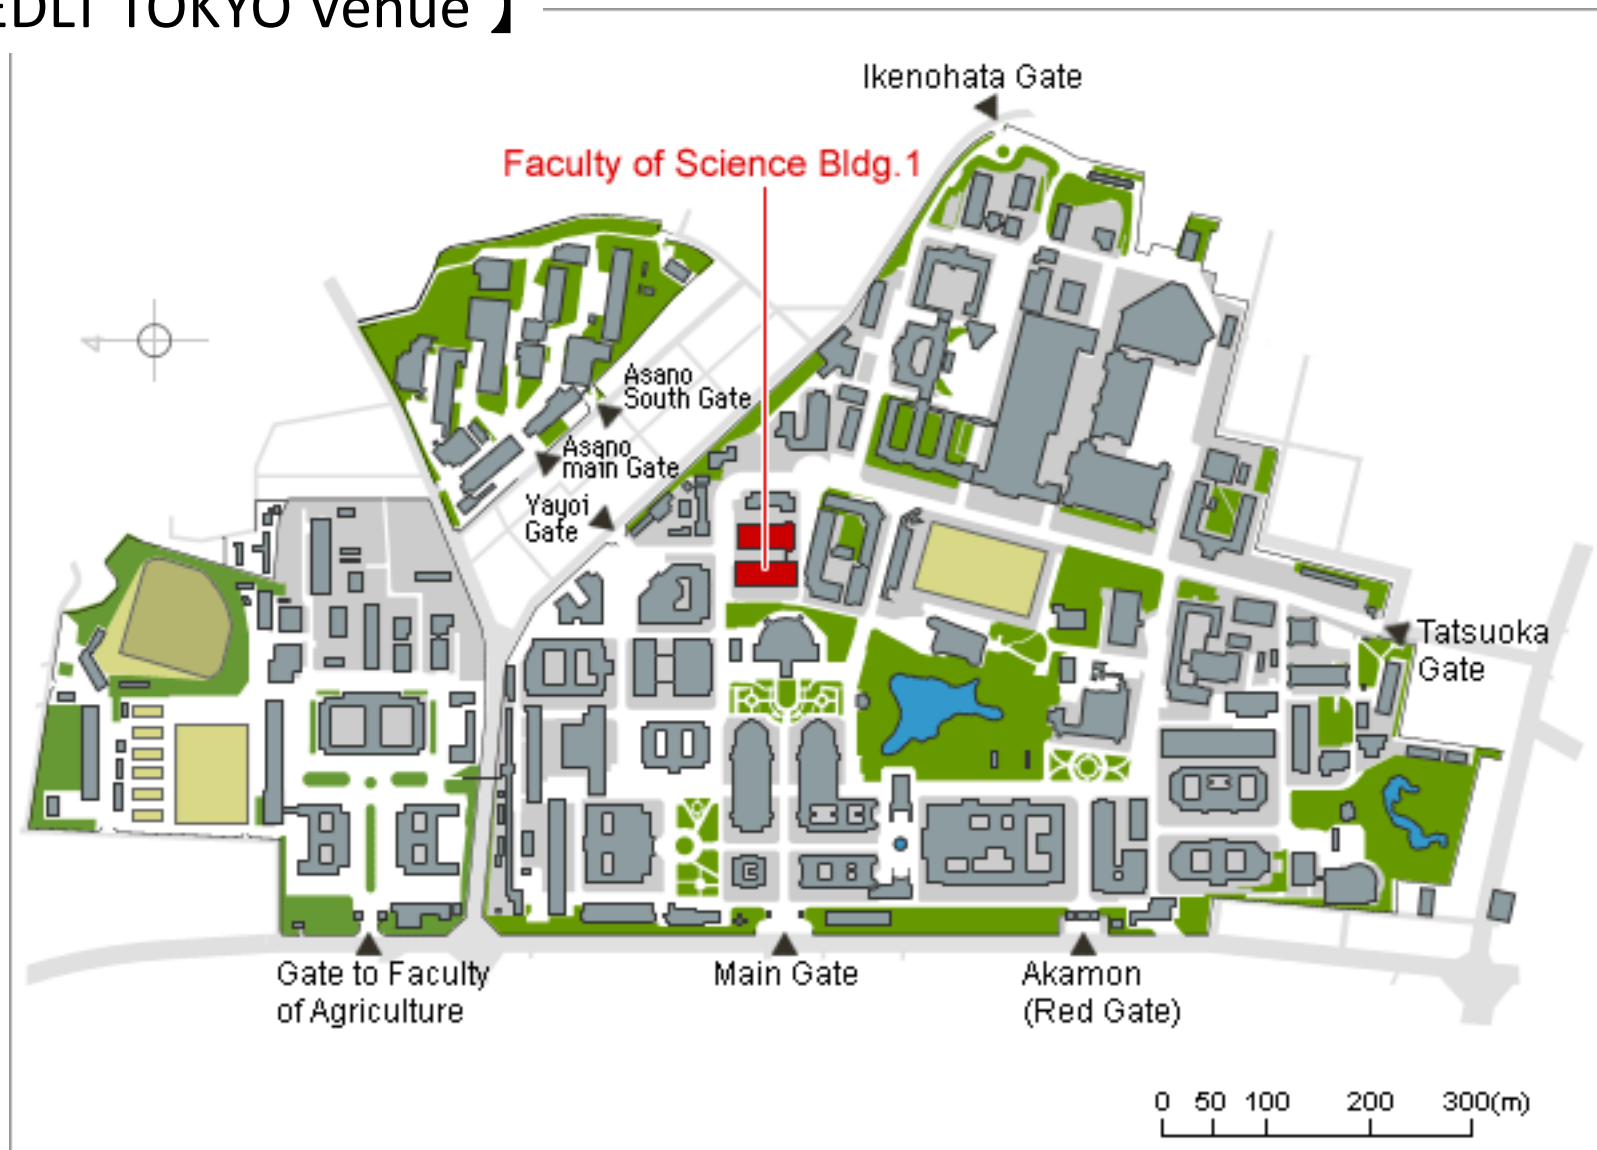 EDLI TOKYO Venue 】
Ikenohata Gate
Faculty of Science Bldg.1
Asano
South Gate
Asano
main Gate
Yayoi
Gate
Tatsuoka
Gate
Gate to Faculty
of Agriculture
Main Gate
Akamon
(Red Gate)
0 50 100 200 300(m)